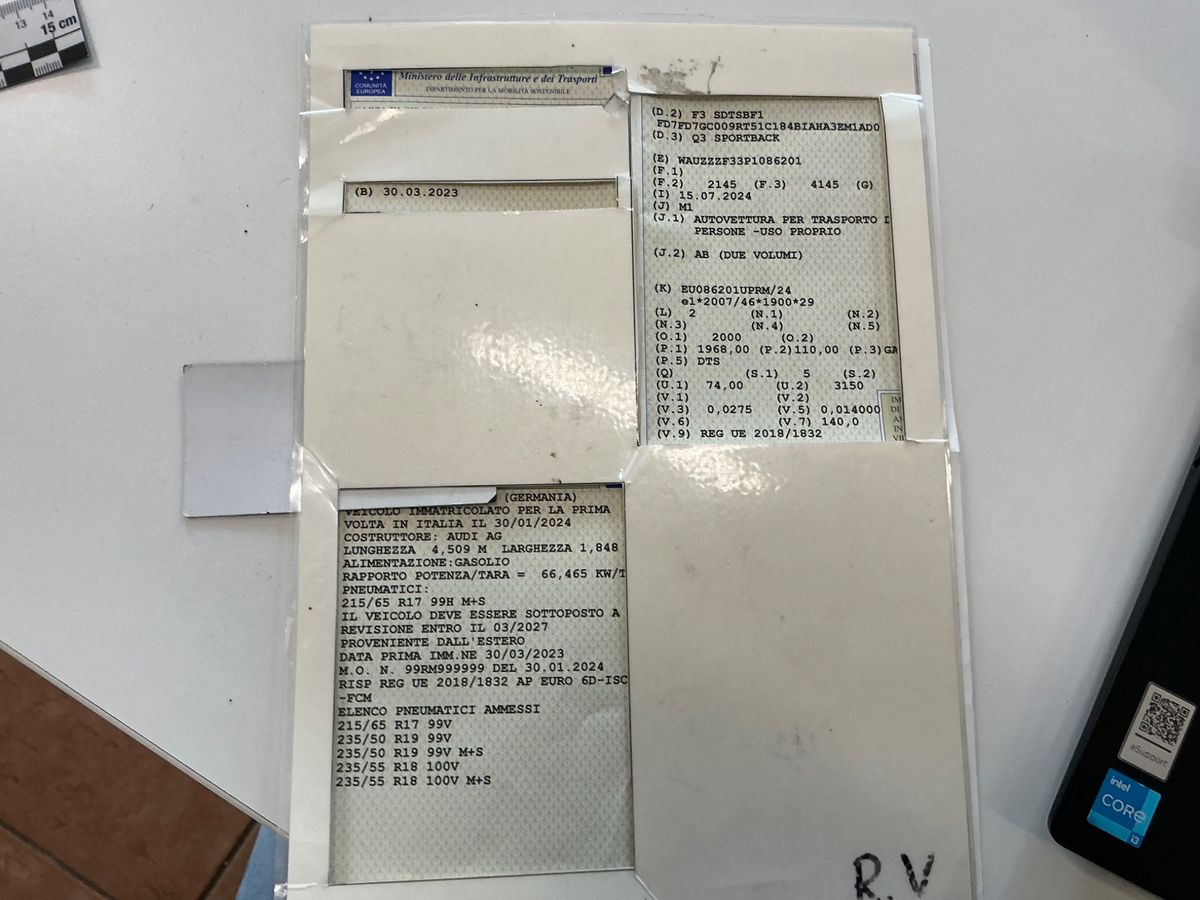 13 14
15 cm
COMUNITÀ
EUROPEA
Ministero delle Infrastrutture e dei Trasporti
DIPARTIMENTO PER LA MOBILITÀ SOSTENIBILE
(B) 30.03.2023
(D.2) F3 SDTSBF1
FD7FD7GC009RT51C184BIAHA3EM1AD0
(D.3) Q3 SPORTBACK
(E) WAUZZZF33P1086201
(F.1)
(F.2) 2145 (F.3) 4145 (G)
(I) 15.07.2024
(J) M1
(J.1) AUTOVETTURA PER TRASPORTO D
PERSONE -USO PROPRIO
(J.2) AB (DUE VOLUMI)
(K) EU086201UPRM/24
e1*2007/46*1900*29
(L) 2 (N.1) (N.2)
(N.3) (N.4) (N.5)
(O.1) 2000 (O.2)
(P.1) 1968,00 (P.2)110,00 (P.3)GA
(P.5) DTS
(Q) (S.1) 5 (S.2)
(U.1) 74,00 (U.2) 3150
(V.1) (V.2)
(V.3) 0,0275 (V.5) 0,014000
(V.6) (V.7) 140,0
(V.9) REG UE 2018/1832
(GERMANIA)
VEICOLO IMMATRICOLATO PER LA PRIMA
VOLTA IN ITALIA IL 30/01/2024
COSTRUTTORE: AUDI AG
LUNGHEZZA 4,509 M LARGHEZZA 1,848
ALIMENTAZIONE:GASOLIO
RAPPORTO POTENZA/TARA = 66,465 KW/T
PNEUMATICI:
215/65 R17 99H M+S
IL VEICOLO DEVE ESSERE SOTTOPOSTO A
REVISIONE ENTRO IL 03/2027
PROVENIENTE DALL'ESTERO
DATA PRIMA IMM.NE 30/03/2023
M.O. N. 99RM999999 DEL 30.01.2024
RISP REG UE 2018/1832 AP EURO 6D-ISC
-FCM
ELENCO PNEUMATICI AMMESSI
215/65 R17 99V
235/50 R19 99V
235/50 R19 99V M+S
235/55 R18 100V
235/55 R18 100V M+S
R.V
eSupport
intel
CORE
i3